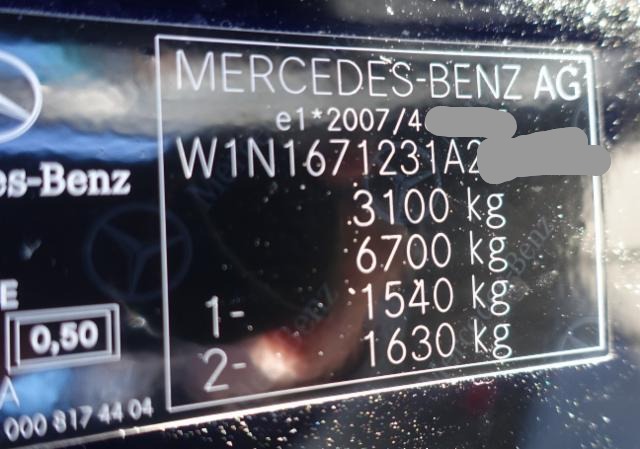 MERCEDES-BENZ AG
e1*2007/4
W1N1671231A2
3100 kg
6700 kg
1- 1540 kg
2- 1630 kg
es-Benz
E
0,50
A
000 817 44 04